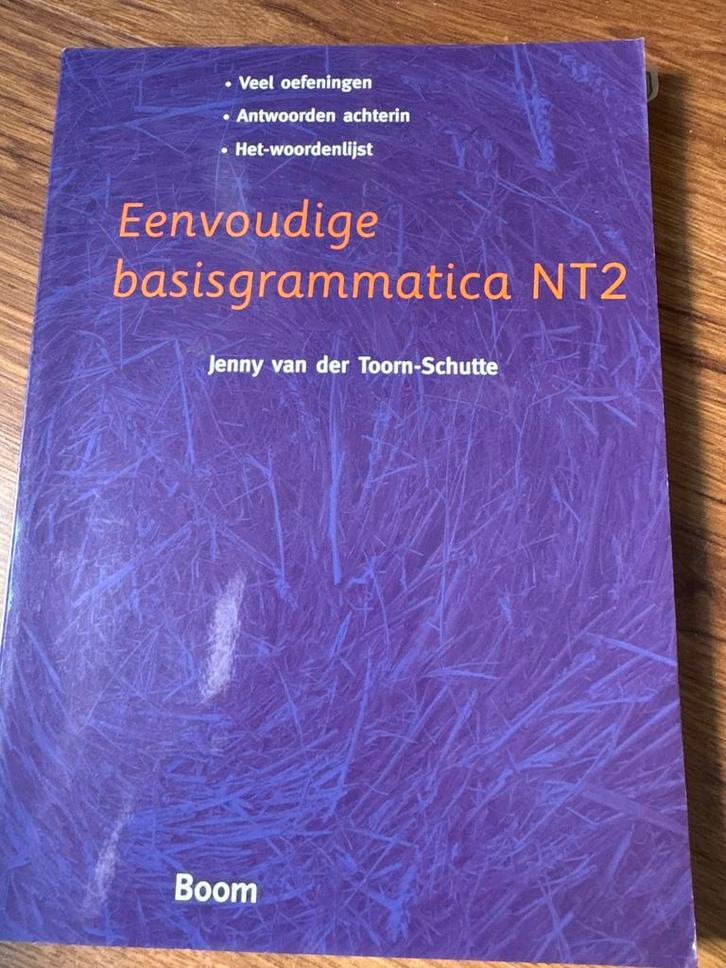 • Veel oefeningen
• Antwoorden achterin
• Het-woordenlijst
Eenvoudige
basisgrammatica NT2
Jenny van der Toorn-Schutte
Boom